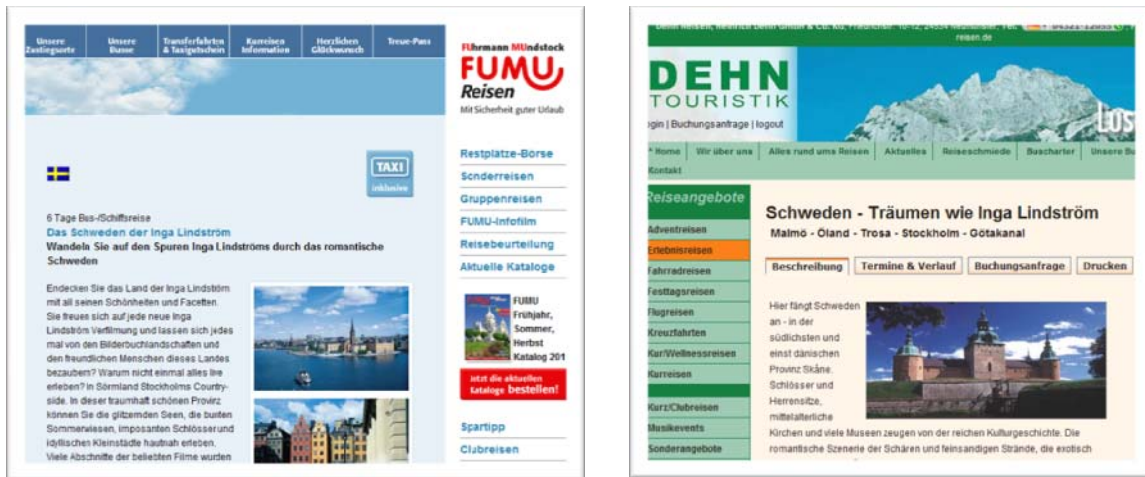 Unsere Zustiegsorte
Unsere Busse
Transferfahrten & Taxigutschein
Kurreisen Information
Herzlichen Glückwunsch
Treue-Pass
TAXI
inklusive
6 Tage Bus-/Schiffsreise
Das Schweden der Inga Lindström
Wandeln Sie auf den Spuren Inga Lindströms durch das romantische
Schweden
Endecken Sie das Land der Inga Lindström
mit all seinen Schönheiten und Facetten.
Sie freuen sich auf jede neue Inga
Lindström Verfilmung und lassen sich jedes
mal von den Bilderbuchlandschaften und
den freundlichen Menschen dieses Landes
bezaubern? Warum nicht einmal alles live
erleben? In Sörmland Stockholms Country-
side. In dieser traumhaft schönen Provinz
können Sie die glitzernden Seen, die bunten
Sommerwiesen, imposanten Schlösser und
idyllischen Kleinstädte hautnah erleben.
Viele Abschnitte der beliebten Filme wurden
FUhrmann MUndstock
FUMU
Reisen
Mit Sicherheit guter Urlaub
Restplatze-Börse
Sonderreisen
Gruppenreisen
FUMU-Infofilm
Reisebeurteilung
Aktuelle Kataloge
FUMU
Frühjahr,
Sommer,
Herbst
Katalog 201
Jetzt die aktuellen
Kataloge bestellen!
Spartipp
Clubreisen
reisen.de
DEHN
TOURISTIK
ogin | Buchungsanfrage | logout
Los
* Home
Wir über uns
Alles rund ums Reisen
Aktuelles
Reiseschmiede
Buscharter
Unsere Bu
Kontakt
Reiseangebote
Adventreisen
Erlebnisreisen
Fahrradreisen
Festtagsreisen
Flugreisen
Kreuzfahrten
Kur/Wellnessreisen
Kurreisen
Kurz/Clubreisen
Musikevents
Sonderangebote
Schweden - Träumen wie Inga Lindström
Malmö - Öland - Trosa - Stockholm - Götakanal
Beschreibung
Termine & Verlauf
Buchungsanfrage
Drucken
Hier fängt Schweden
an - in der
südlichsten und
einst dänischen
Provinz Skåne.
Schlösser und
Herrensitze,
mittelalterliche
Kirchen und viele Museen zeugen von der reichen Kulturgeschichte. Die
romantische Szenerie der Schären und feinsandigen Strände, die exotisch